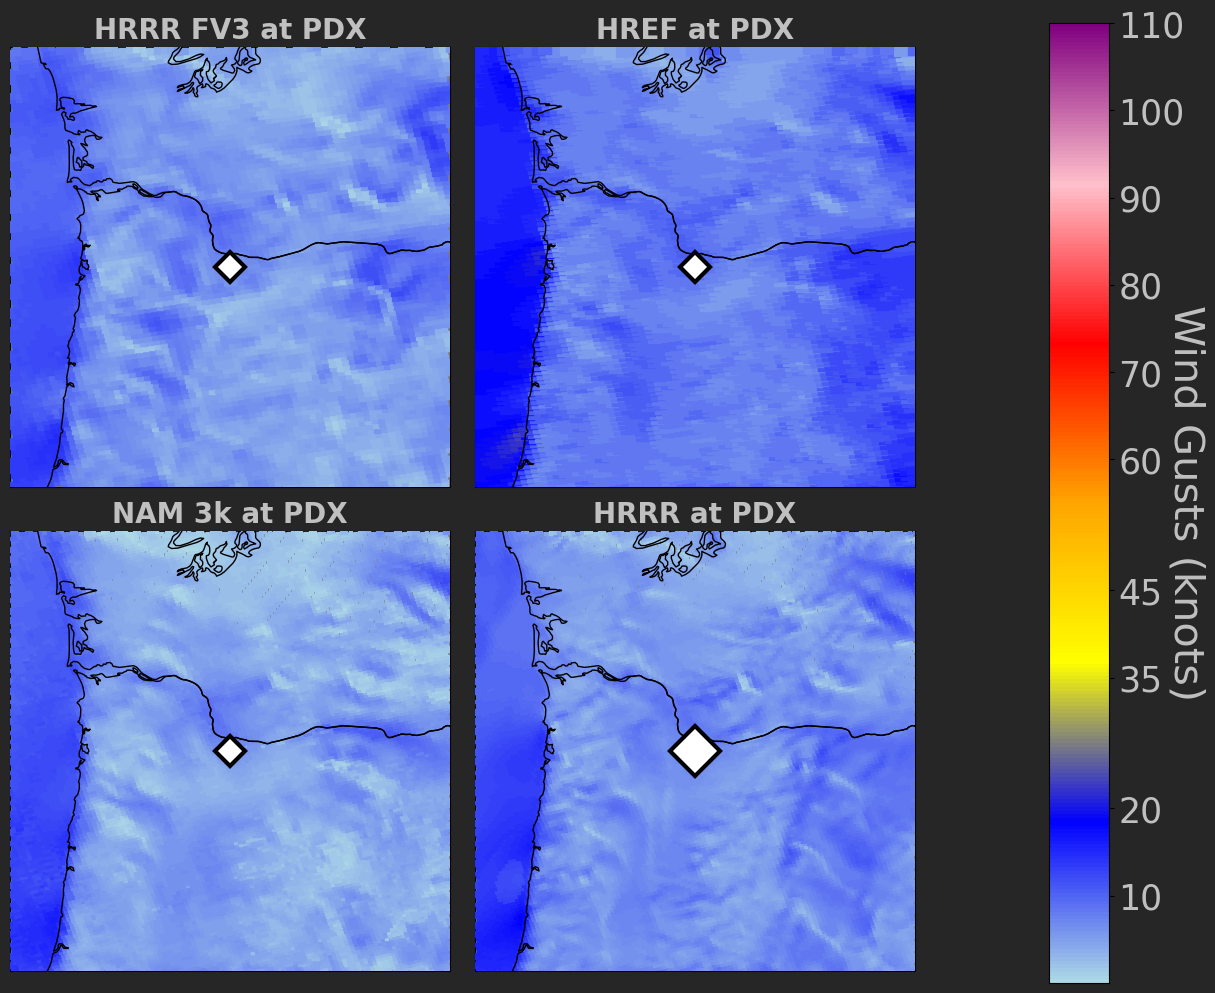 HRRR FV3 at PDX
HREF at PDX
NAM 3k at PDX
HRRR at PDX
110
100
90
80
70
60
45
35
20
10
Wind Gusts (knots)